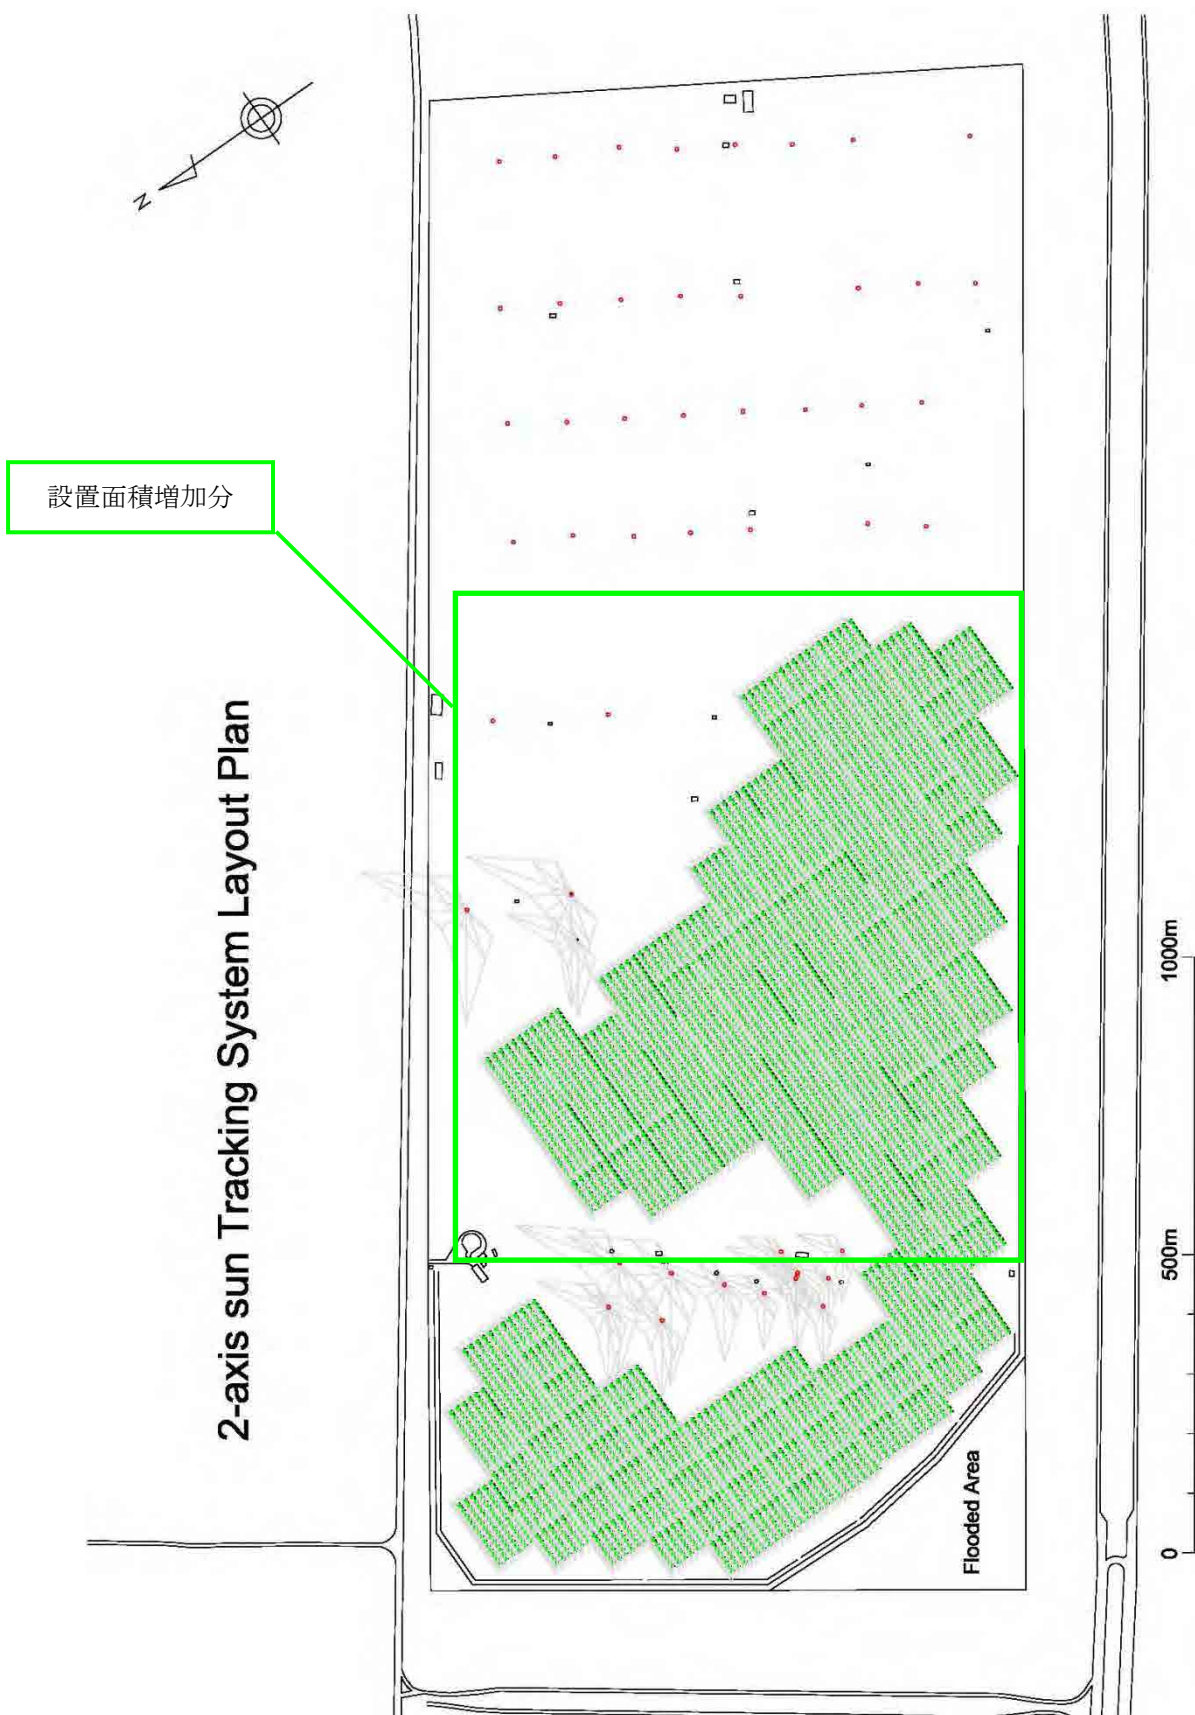 N
設置面積増加分
2-axis sun Tracking System Layout Plan
Flooded Area
0
500m
1000m